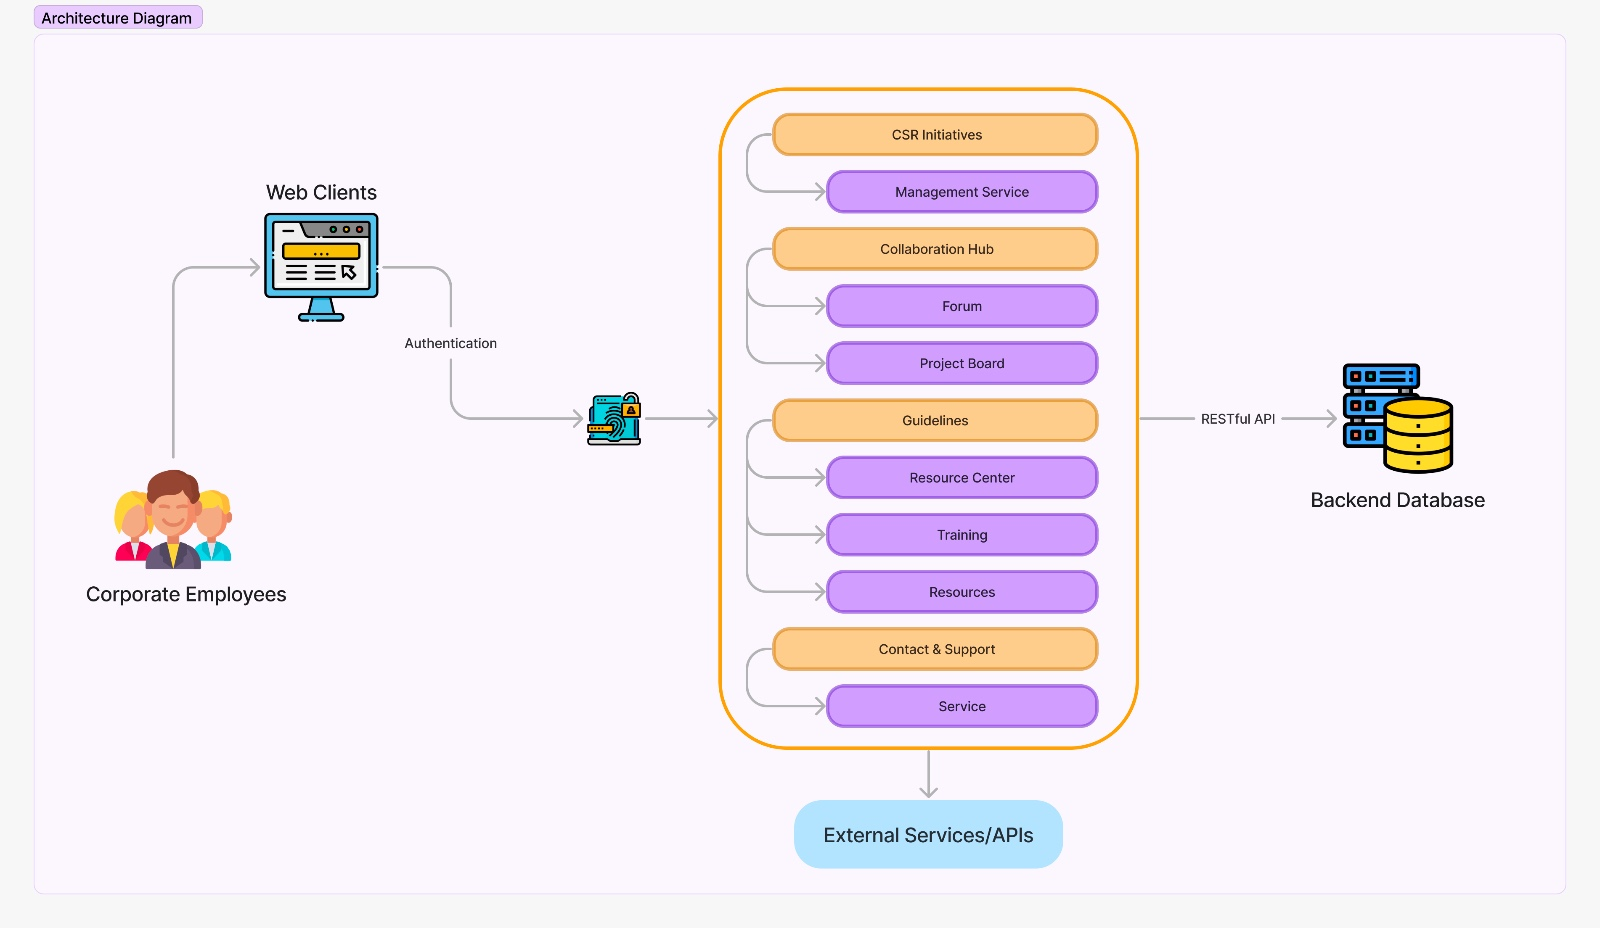 Architecture Diagram
Web Clients
Authentication
Corporate Employees
CSR Initiatives
Management Service
Collaboration Hub
Forum
Project Board
Guidelines
Resource Center
Training
Resources
Contact & Support
Service
External Services/APIs
RESTful API
Backend Database